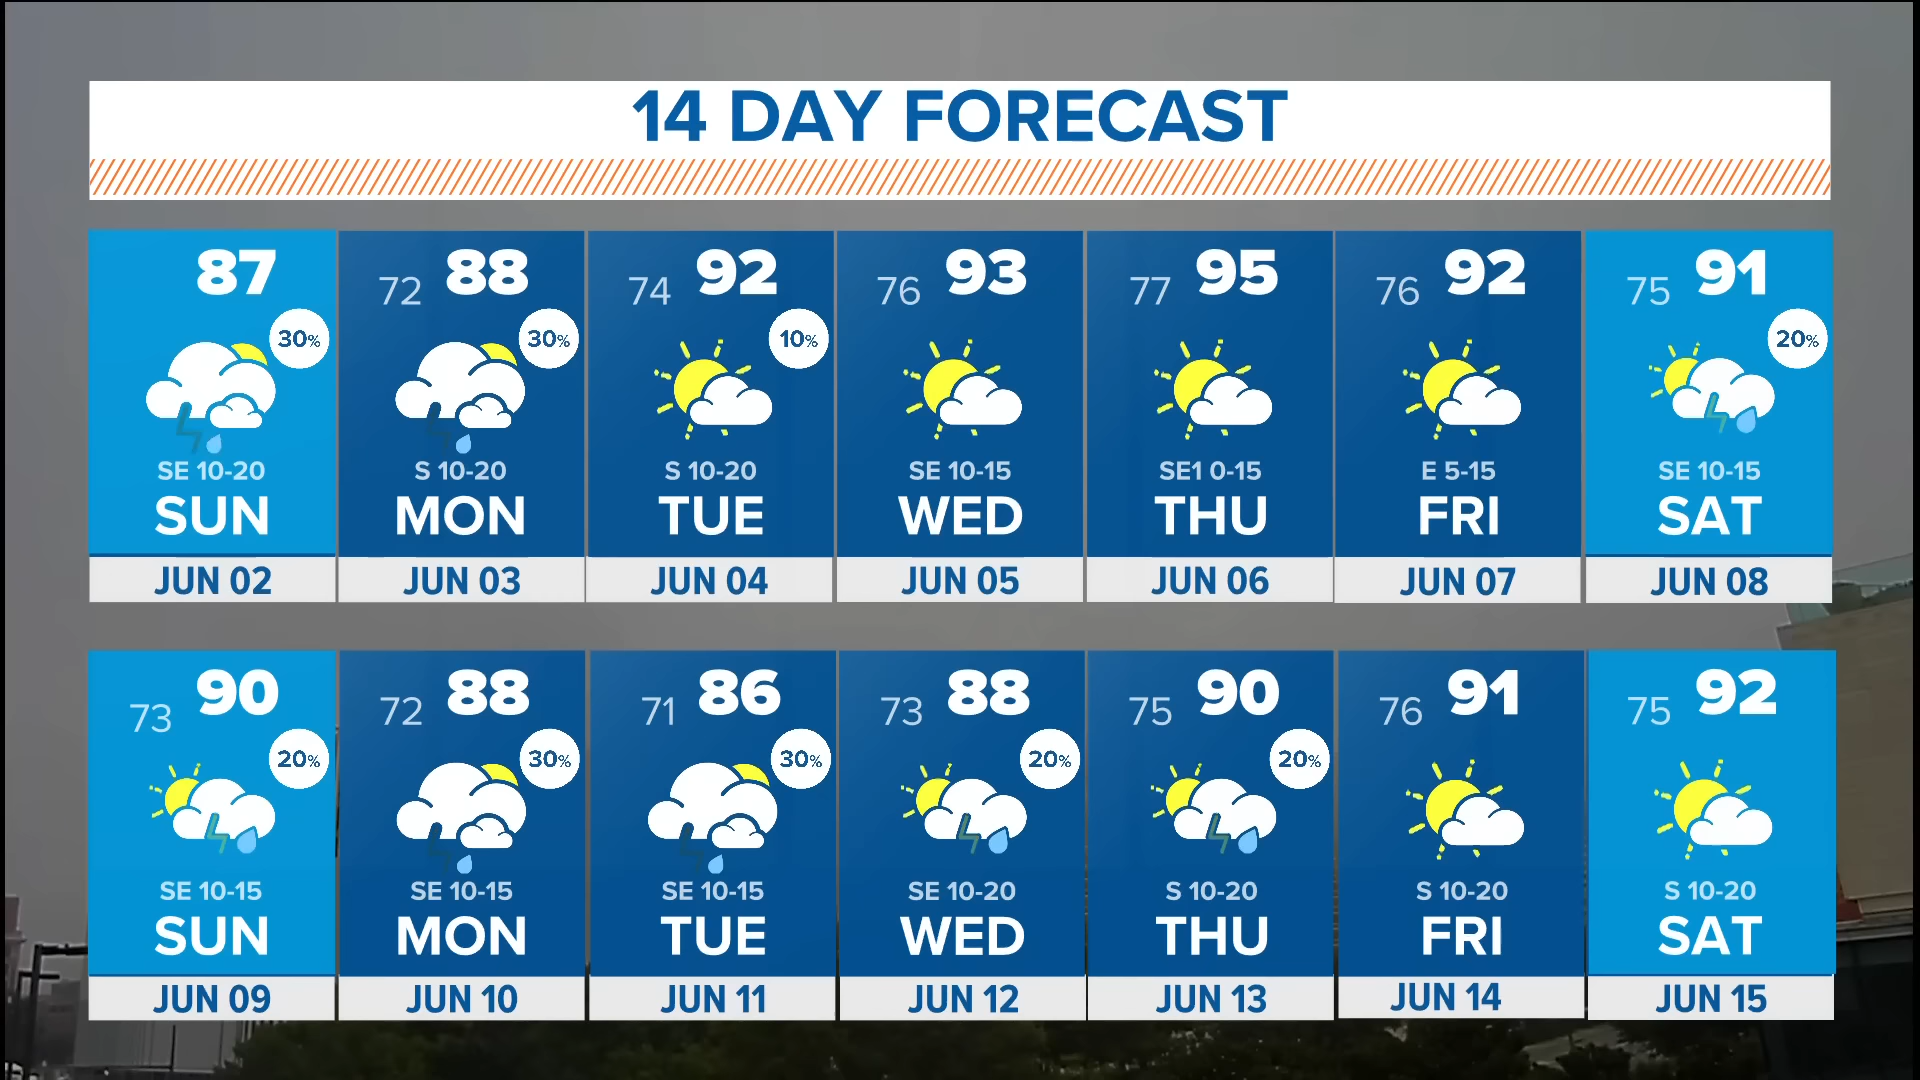 14 DAY FORECAST
87
30%
SE 10-20
SUN
JUN 02
72 88
30%
S 10-20
MON
JUN 03
74 92
10%
S 10-20
TUE
JUN 04
76 93
SE 10-15
WED
JUN 05
77 95
SE1 0-15
THU
JUN 06
76 92
E 5-15
FRI
JUN 07
75 91
20%
SE 10-15
SAT
JUN 08
73 90
20%
SE 10-15
SUN
JUN 09
72 88
30%
SE 10-15
MON
JUN 10
71 86
30%
SE 10-15
TUE
JUN 11
73 88
20%
SE 10-20
WED
JUN 12
75 90
20%
S 10-20
THU
JUN 13
76 91
S 10-20
FRI
JUN 14
75 92
S 10-20
SAT
JUN 15